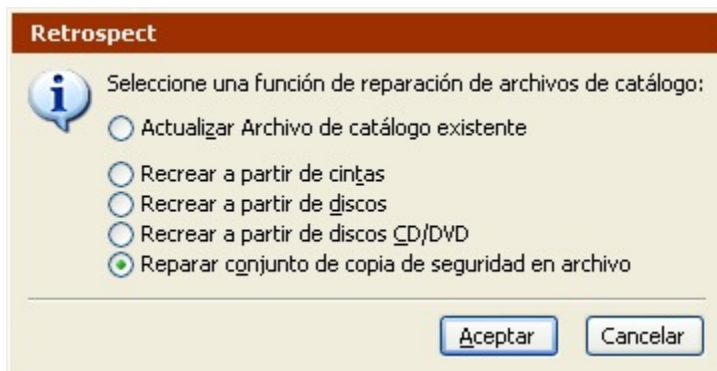 Retrospect
Seleccione una función de reparación de archivos de catálogo:
Actualizar Archivo de catálogo existente
Recrear a partir de cintas
Recrear a partir de discos
Recrear a partir de discos CD/DVD
Reparar conjunto de copia de seguridad en archivo
Aceptar Cancelar